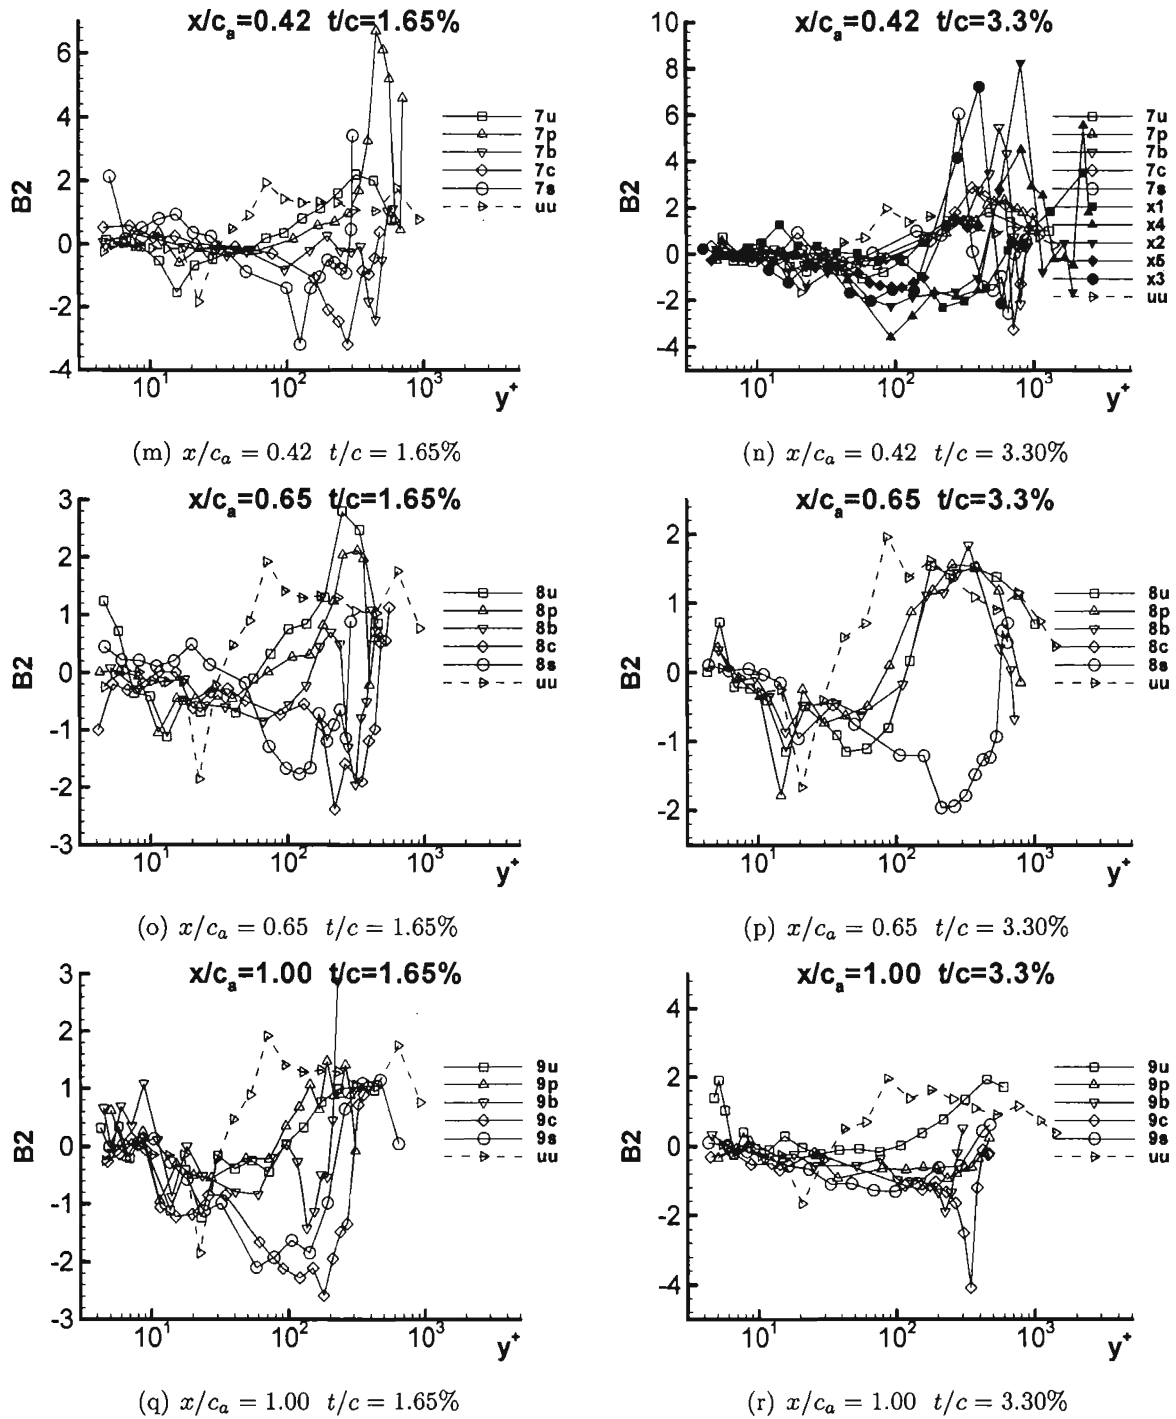 x/cₐ=0.42 t/c=1.65%
6
4
2
0
-2
-4
B2
10¹ 10² 10³
y⁺
7u
7p
7b
7c
7s
uu
(m) x/cₐ = 0.42 t/c = 1.65%
x/cₐ=0.42 t/c=3.3%
10
8
6
4
2
0
-2
-4
B2
10¹ 10² 10³
y⁺
7u
7p
7b
7c
7s
x1
x4
x2
x5
x3
uu
(n) x/cₐ = 0.42 t/c = 3.30%
x/cₐ=0.65 t/c=1.65%
3
2
1
0
-1
-2
-3
B2
10¹ 10² 10³
y⁺
8u
8p
8b
8c
8s
uu
(o) x/cₐ = 0.65 t/c = 1.65%
x/cₐ=0.65 t/c=3.3%
2
1
0
-1
-2
B2
10¹ 10² 10³
y⁺
8u
8p
8b
8c
8s
uu
(p) x/cₐ = 0.65 t/c = 3.30%
x/cₐ=1.00 t/c=1.65%
3
2
1
0
-1
-2
-3
B2
10¹ 10² 10³
y⁺
9u
9p
9b
9c
9s
uu
(q) x/cₐ = 1.00 t/c = 1.65%
x/cₐ=1.00 t/c=3.3%
4
2
0
-2
-4
B2
10¹ 10² 10³
y⁺
9u
9p
9b
9c
9s
uu
(r) x/cₐ = 1.00 t/c = 3.30%